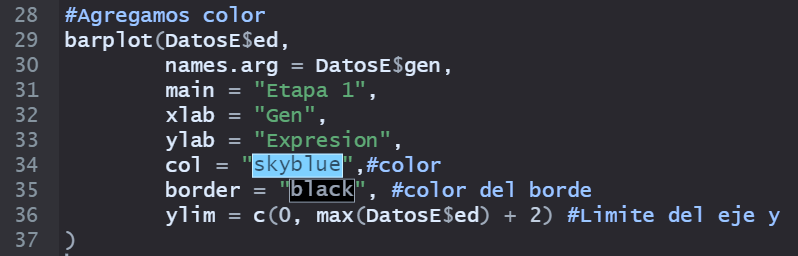 28 #Agregamos color
29 barplot(DatosE$ed,
30         names.arg = DatosE$gen,
31         main = "Etapa 1",
32         xlab = "Gen",
33         ylab = "Expresion",
34         col = "skyblue",#color
35         border = "black", #color del borde
36         ylim = c(0, max(DatosE$ed) + 2) #Limite del eje y
37 )